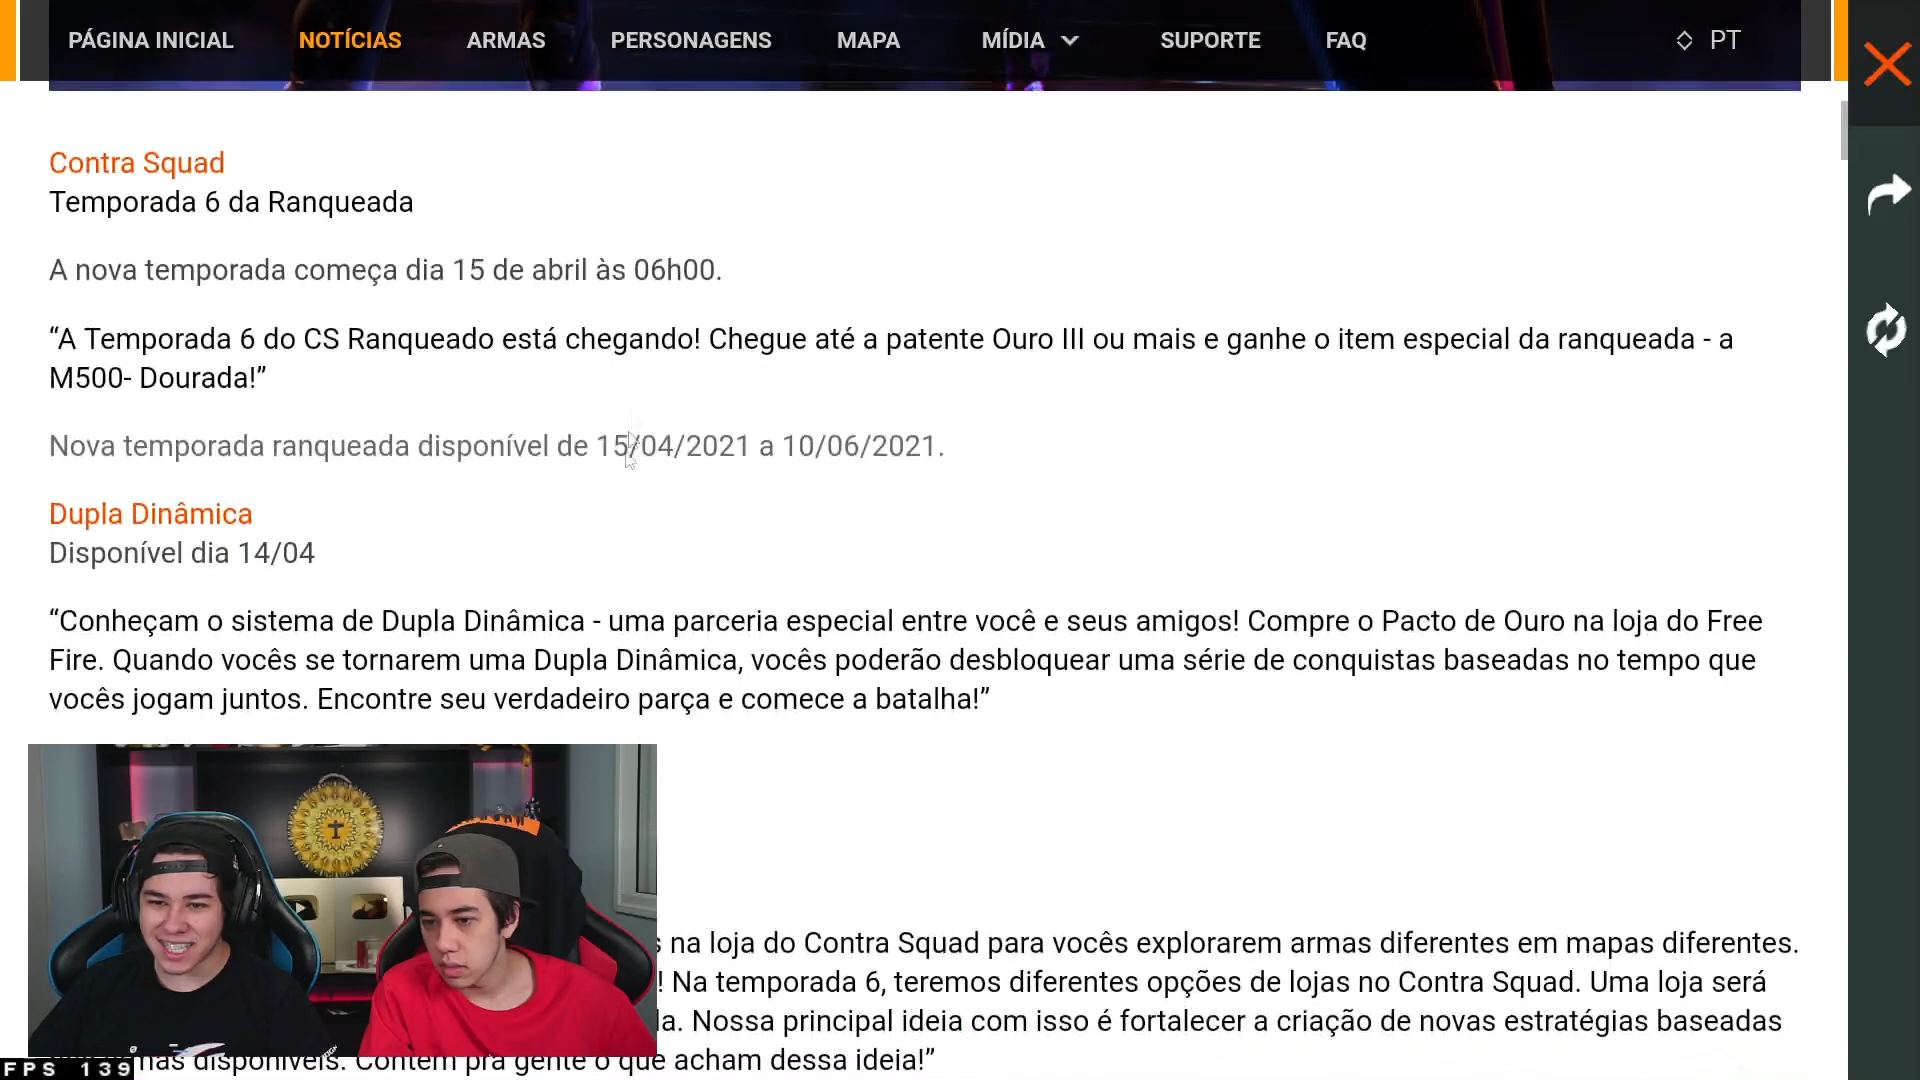 PÁGINA INICIAL NOTÍCIAS ARMAS PERSONAGENS MAPA MÍDIA SUPORTE FAQ PT
Contra Squad
Temporada 6 da Ranqueada
A nova temporada começa dia 15 de abril às 06h00.
“A Temporada 6 do CS Ranqueado está chegando! Chegue até a patente Ouro III ou mais e ganhe o item especial da ranqueada - a
M500- Dourada!”
Nova temporada ranqueada disponível de 15/04/2021 a 10/06/2021.
Dupla Dinâmica
Disponível dia 14/04
“Conheçam o sistema de Dupla Dinâmica - uma parceria especial entre você e seus amigos! Compre o Pacto de Ouro na loja do Free
Fire. Quando vocês se tornarem uma Dupla Dinâmica, vocês poderão desbloquear uma série de conquistas baseadas no tempo que
vocês jogam juntos. Encontre seu verdadeiro parça e comece a batalha!”
na loja do Contra Squad para vocês explorarem armas diferentes em mapas diferentes.
! Na temporada 6, teremos diferentes opções de lojas no Contra Squad. Uma loja será
Nossa principal ideia com isso é fortalecer a criação de novas estratégias baseadas
disponíveis. Contem pra gente o que acham dessa ideia!”
FPS 139